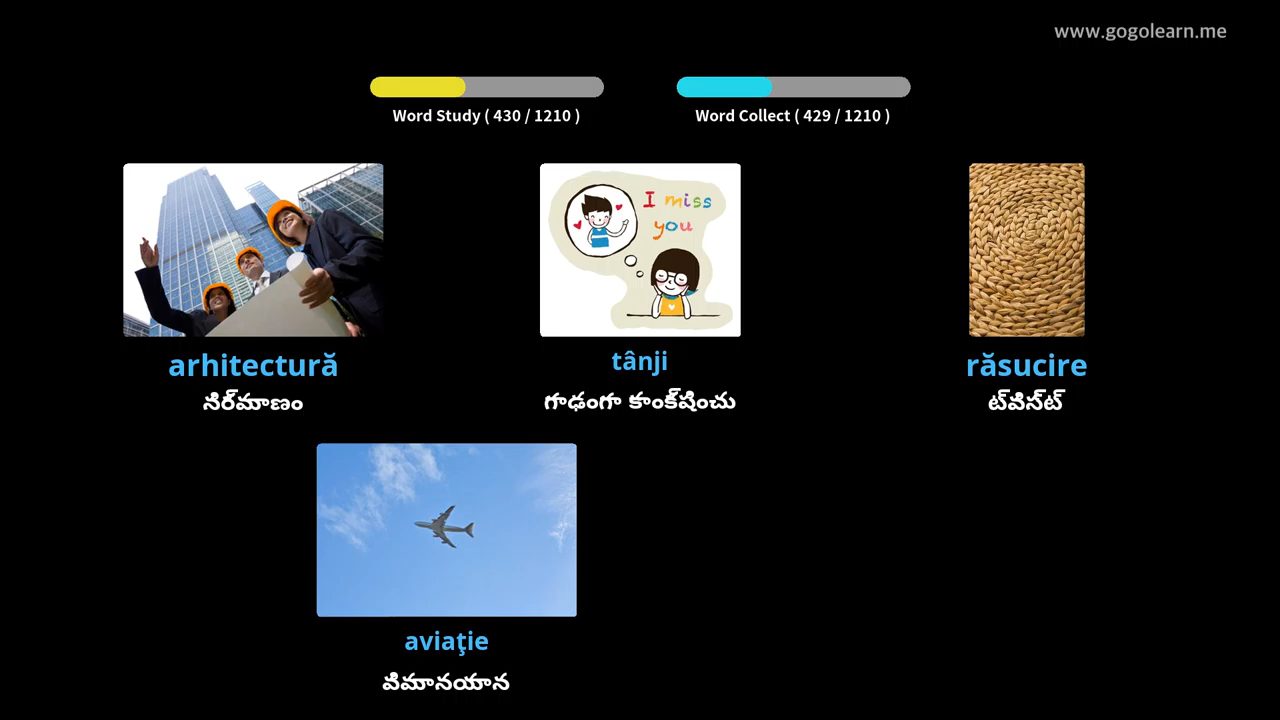 www.gogolearn.me
Word Study ( 430 / 1210 )
Word Collect ( 429 / 1210 )
I miss
you
arhitectură
నిర్మాణం
tânji
గాఢంగా కాంక్షించు
răsucire
ట్విస్ట్
aviaţie
విమానయాన